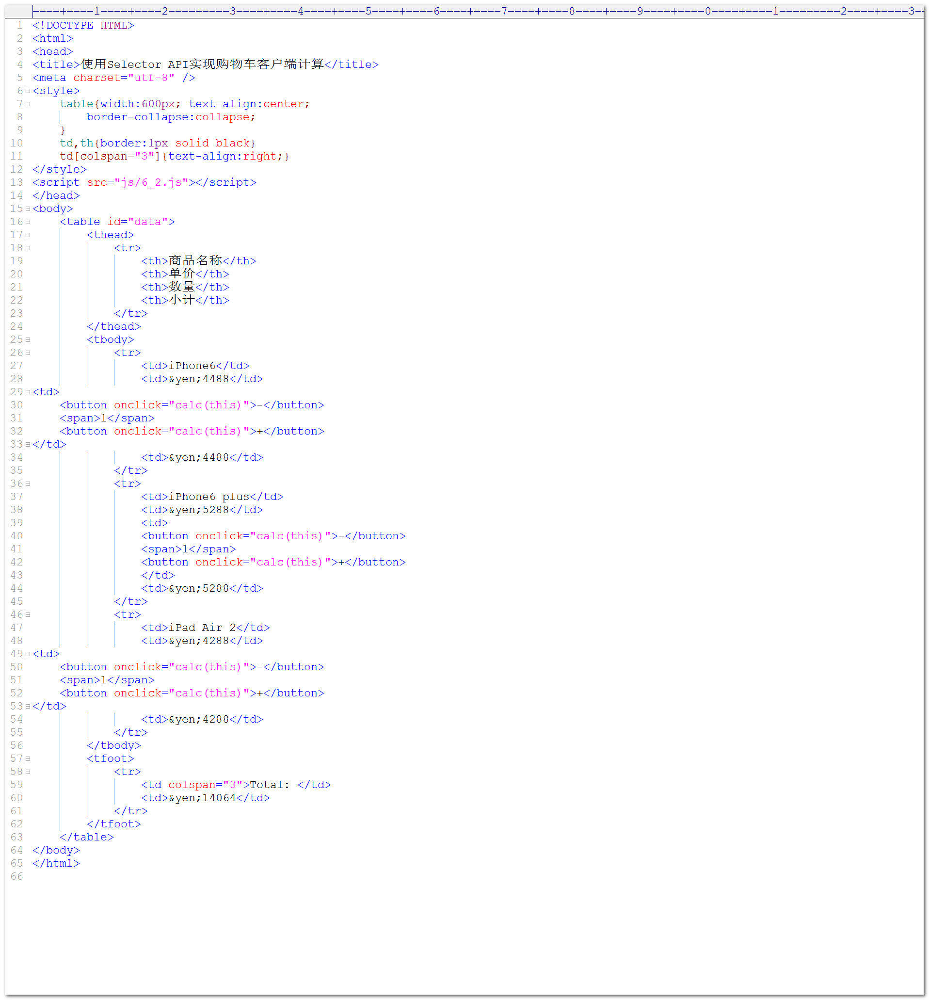 ----+----1----+----2----+----3----+----4----+----5----+----6----+----7----+----8----+----9----+----0----+----1----+----2----+----3-
1 <!DOCTYPE HTML>
2 <html>
3 <head>
4 <title>使用Selector API实现购物车客户端计算</title>
5 <meta charset="utf-8" />
6 <style>
7     table{width:600px; text-align:center;
8         border-collapse:collapse;
9     }
10     td,th{border:1px solid black}
11     td[colspan="3"]{text-align:right;}
12 </style>
13 <script src="js/6_2.js"></script>
14 </head>
15 <body>
16     <table id="data">
17         <thead>
18             <tr>
19                 <th>商品名称</th>
20                 <th>单价</th>
21                 <th>数量</th>
22                 <th>小计</th>
23             </tr>
24         </thead>
25         <tbody>
26             <tr>
27                 <td>iPhone6</td>
28                 <td>&yen;4488</td>
29 <td>
30     <button onclick="calc(this)">-</button>
31     <span>1</span>
32     <button onclick="calc(this)">+</button>
33 </td>
34                 <td>&yen;4488</td>
35             </tr>
36             <tr>
37                 <td>iPhone6 plus</td>
38                 <td>&yen;5288</td>
39                 <td>
40                 <button onclick="calc(this)">-</button>
41                 <span>1</span>
42                 <button onclick="calc(this)">+</button>
43                 </td>
44                 <td>&yen;5288</td>
45             </tr>
46             <tr>
47                 <td>iPad Air 2</td>
48                 <td>&yen;4288</td>
49 <td>
50     <button onclick="calc(this)">-</button>
51     <span>1</span>
52     <button onclick="calc(this)">+</button>
53 </td>
54                 <td>&yen;4288</td>
55             </tr>
56         </tbody>
57         <tfoot>
58             <tr>
59                 <td colspan="3">Total: </td>
60                 <td>&yen;14064</td>
61             </tr>
62         </tfoot>
63     </table>
64 </body>
65 </html>
66